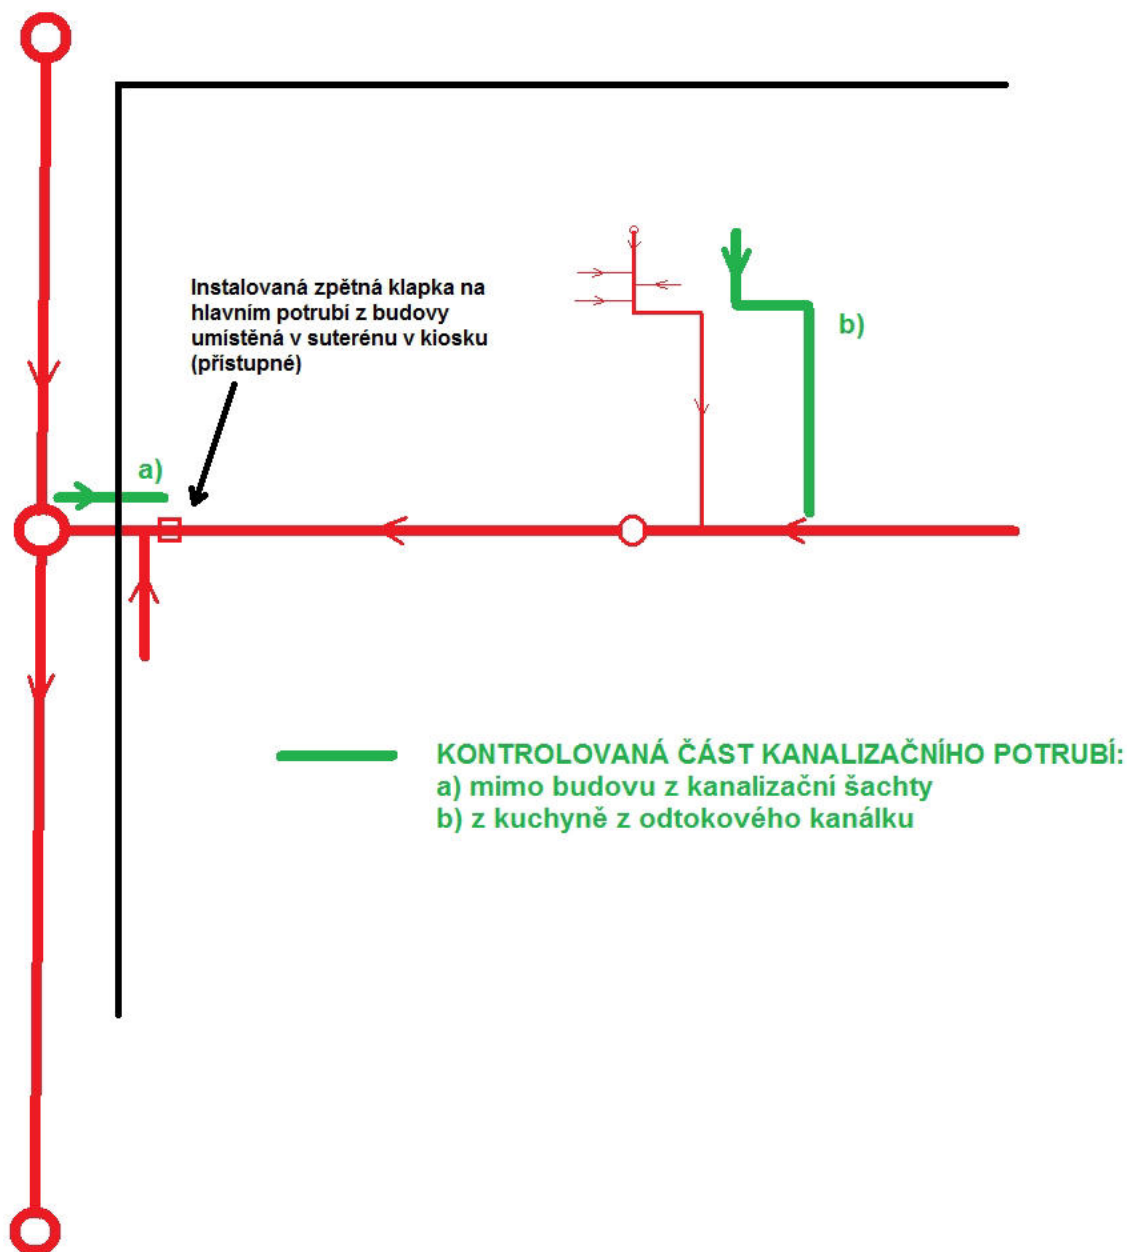 Instalovaná zpětná klapka na
hlavním potrubí z budovy
umístěná v suterénu v kiosku
(přístupné)
b)
a)
KONTROLOVANÁ ČÁST KANALIZAČNÍHO POTRUBÍ:
a) mimo budovu z kanalizační šachty
b) z kuchyně z odtokového kanálku